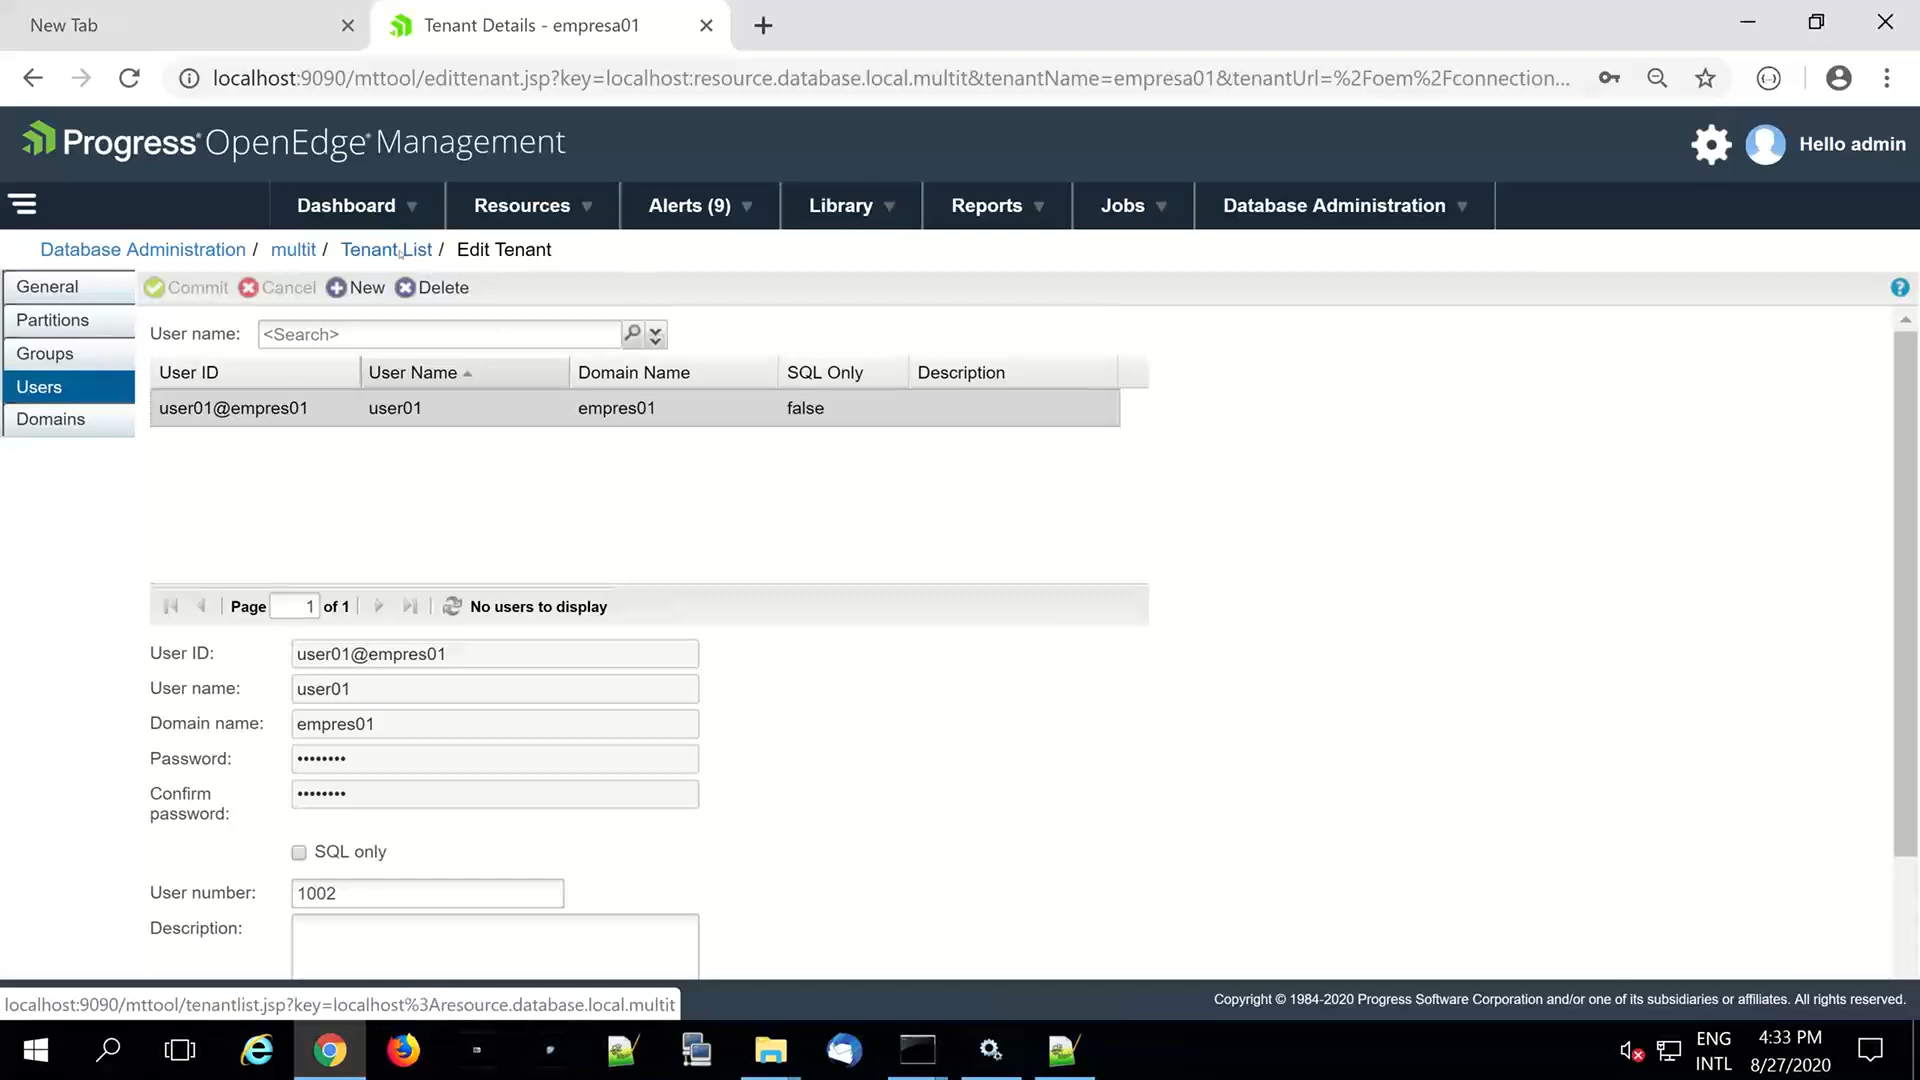 New Tab
Tenant Details - empresa01
localhost:9090/mttool/edittenant.jsp?key=localhost:resource.database.local.multit&tenantName=empresa01&tenantUrl=%2Foem%2Fconnection...
Progress OpenEdge Management
Hello admin
Dashboard
Resources
Alerts (9)
Library
Reports
Jobs
Database Administration
Database Administration / multit / Tenant List / Edit Tenant
General
Partitions
Groups
Users
Domains
Commit Cancel New Delete
User name: <Search>
User ID User Name Domain Name SQL Only Description
user01@empres01 user01 empres01 false
Page 1 of 1 No users to display
User ID: user01@empres01
User name: user01
Domain name: empres01
Password: ••••••••
Confirm password: ••••••••
SQL only
User number: 1002
Description:
localhost:9090/mttool/tenantlist.jsp?key=localhost%3Aresource.database.local.multit
Copyright © 1984-2020 Progress Software Corporation and/or one of its subsidiaries or affiliates. All rights reserved.
ENG
INTL
4:33 PM
8/27/2020